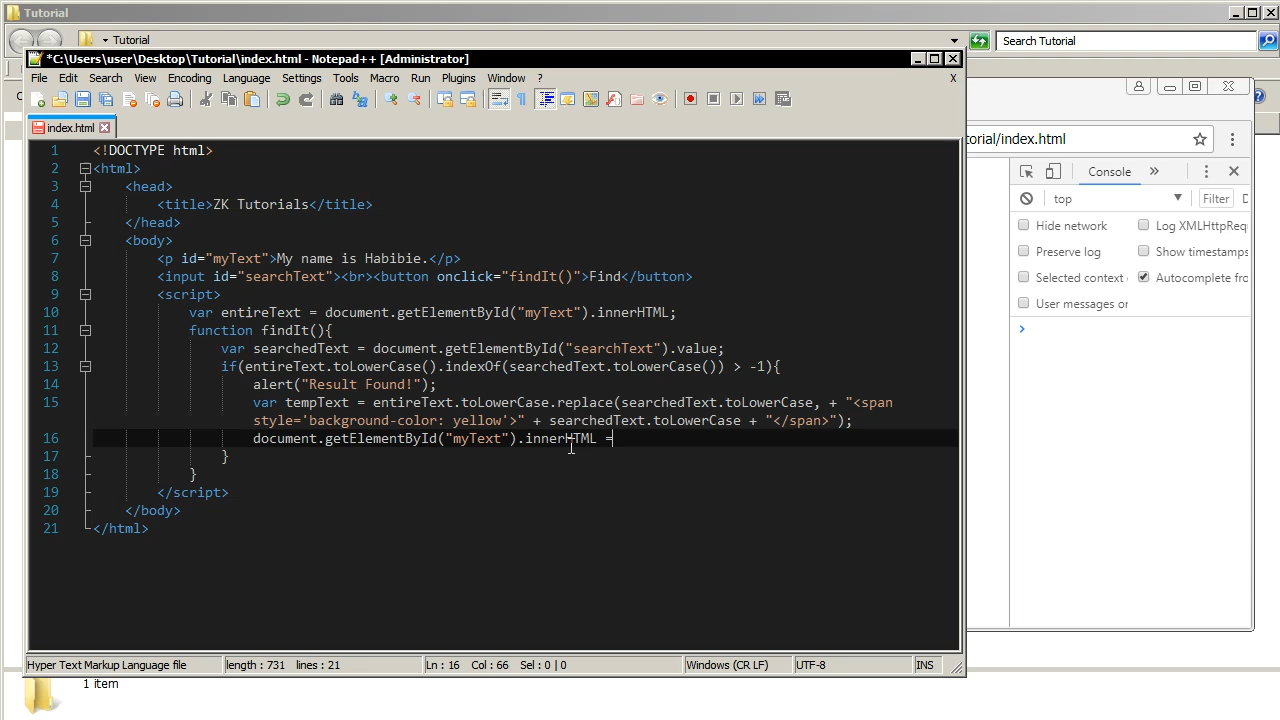 Tutorial
Tutorial
Search Tutorial
*C:\Users\user\Desktop\Tutorial\index.html - Notepad++ [Administrator]
File Edit Search View Encoding Language Settings Tools Macro Run Plugins Window ? X
index.html
1 <!DOCTYPE html>
2 <html>
3 <head>
4 <title>ZK Tutorials</title>
5 </head>
6 <body>
7 <p id="myText">My name is Habibie.</p>
8 <input id="searchText"><br><button onclick="findIt()">Find</button>
9 <script>
10 var entireText = document.getElementById("myText").innerHTML;
11 function findIt(){
12 var searchedText = document.getElementById("searchText").value;
13 if(entireText.toLowerCase().indexOf(searchedText.toLowerCase()) > -1){
14 alert("Result Found!");
15 var tempText = entireText.toLowerCase.replace(searchedText.toLowerCase, + "<span
style='background-color: yellow'>" + searchedText.toLowerCase + "</span>");
16 document.getElementById("myText").innerHTML =
17 }
18 }
19 </script>
20 </body>
21 </html>
torial/index.html
Console »
top Filter
Hide network Log XMLHttpRequ
Preserve log Show timestamps
Selected context Autocomplete fro
User messages or
Hyper Text Markup Language file length : 731 lines : 21 Ln : 16 Col : 66 Sel : 0 | 0 Windows (CR LF) UTF-8 INS
1 item